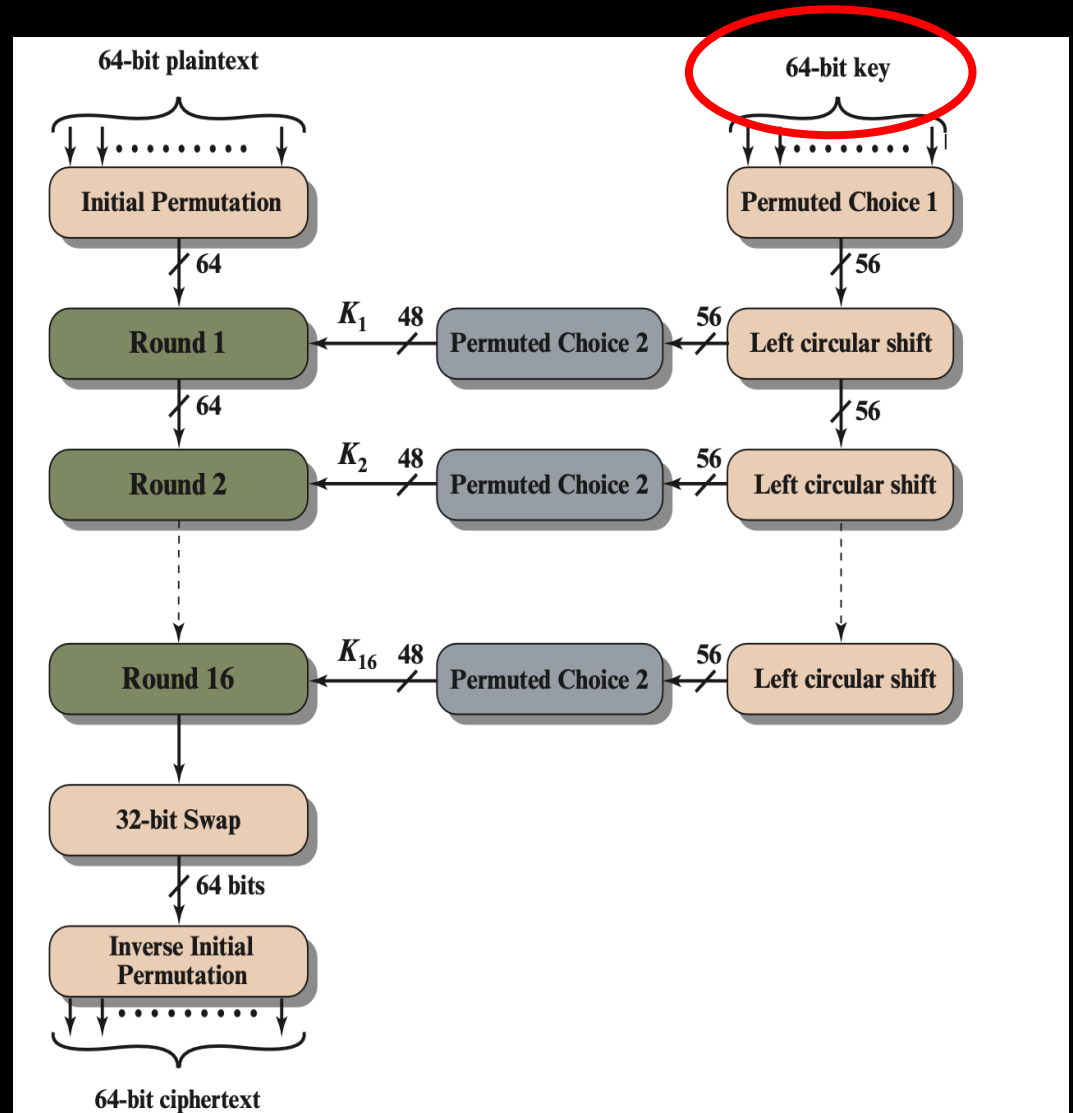 64-bit plaintext
64-bit key
Initial Permutation
Permuted Choice 1
64
56
Round 1
K1
48
Permuted Choice 2
56
Left circular shift
64
56
Round 2
K2
48
Permuted Choice 2
56
Left circular shift
Round 16
K16
48
Permuted Choice 2
56
Left circular shift
32-bit Swap
64 bits
Inverse Initial
Permutation
64-bit ciphertext